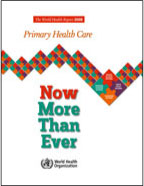 The World Health Report 2008
Primary Health Care
Now
More
Than
Ever
World Health
Organization